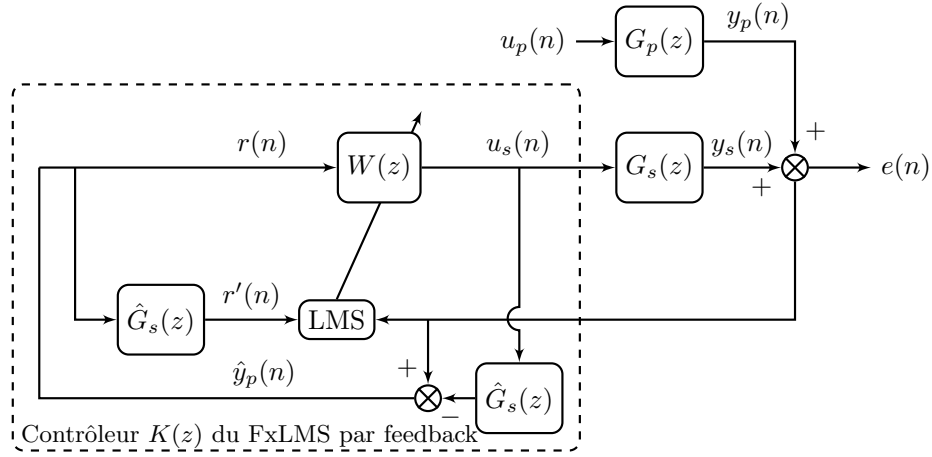 u_p(n)
G_p(z)
y_p(n)
+
r(n)
W(z)
u_s(n)
G_s(z)
y_s(n)
+
e(n)
Ĝ_s(z)
r'(n)
LMS
+
ŷ_p(n)
−
Ĝ_s(z)
Contrôleur K(z) du FxLMS par feedback